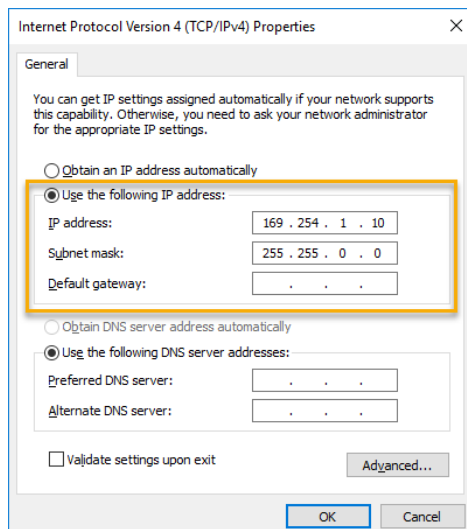 Internet Protocol Version 4 (TCP/IPv4) Properties
General
You can get IP settings assigned automatically if your network supports
this capability. Otherwise, you need to ask your network administrator
for the appropriate IP settings.
Obtain an IP address automatically
Use the following IP address:
IP address: 169 . 254 . 1 . 10
Subnet mask: 255 . 255 . 0 . 0
Default gateway: . . .
Obtain DNS server address automatically
Use the following DNS server addresses:
Preferred DNS server: . . .
Alternate DNS server: . . .
Validate settings upon exit Advanced...
OK Cancel